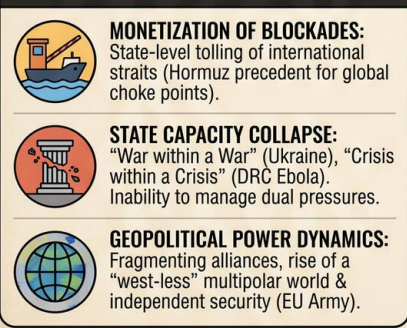 MONETIZATION OF BLOCKADES:
State-level tolling of international
straits (Hormuz precedent for global
choke points).
STATE CAPACITY COLLAPSE:
“War within a War” (Ukraine), “Crisis
within a Crisis” (DRC Ebola).
Inability to manage dual pressures.
GEOPOLITICAL POWER DYNAMICS:
Fragmenting alliances, rise of a
“west-less” multipolar world &
independent security (EU Army).